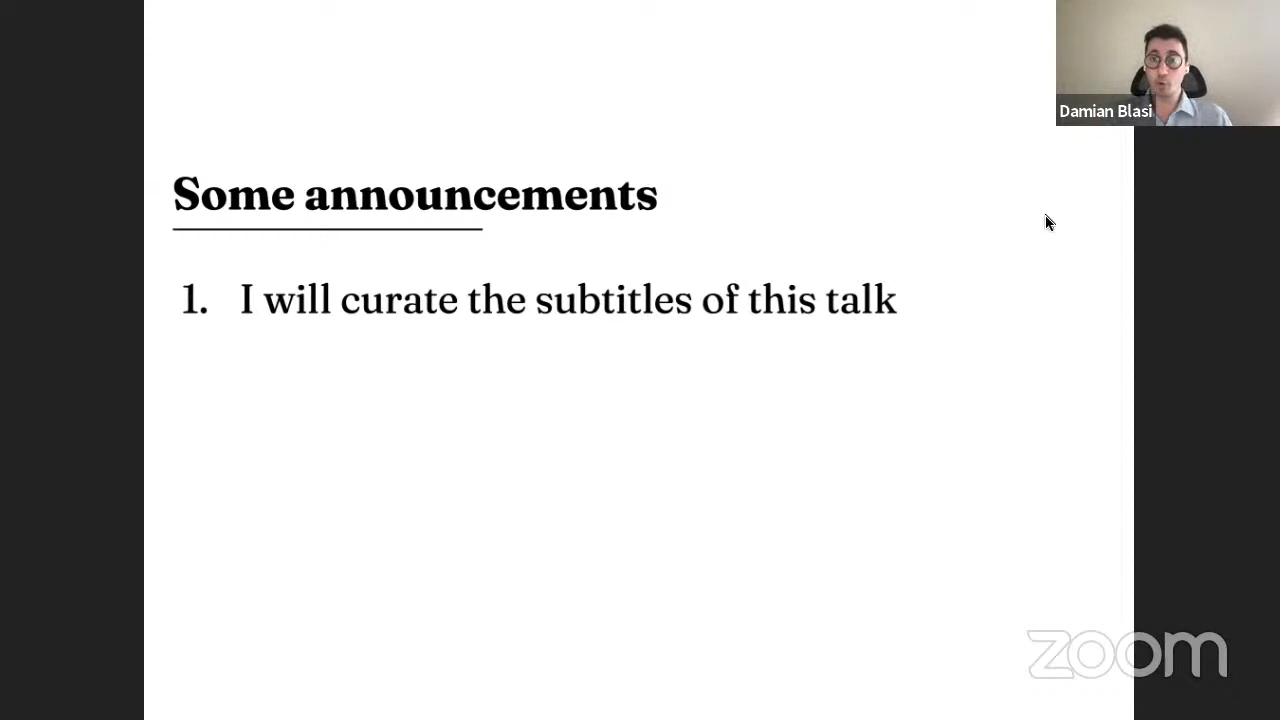 Damian Blasi
Some announcements
1. I will curate the subtitles of this talk
zoom